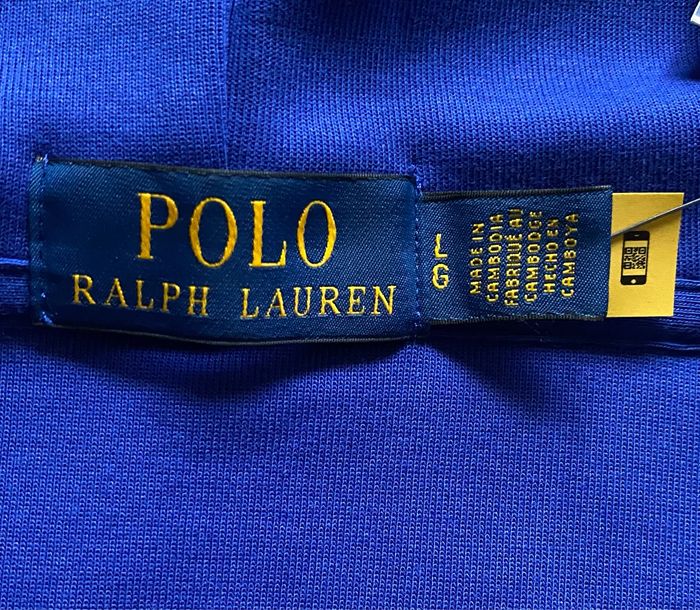 POLO
RALPH LAUREN
L
G
MADE IN
CAMBODIA
FABRIQUÉ AU
CAMBODGE
HECHO EN
CAMBOYA